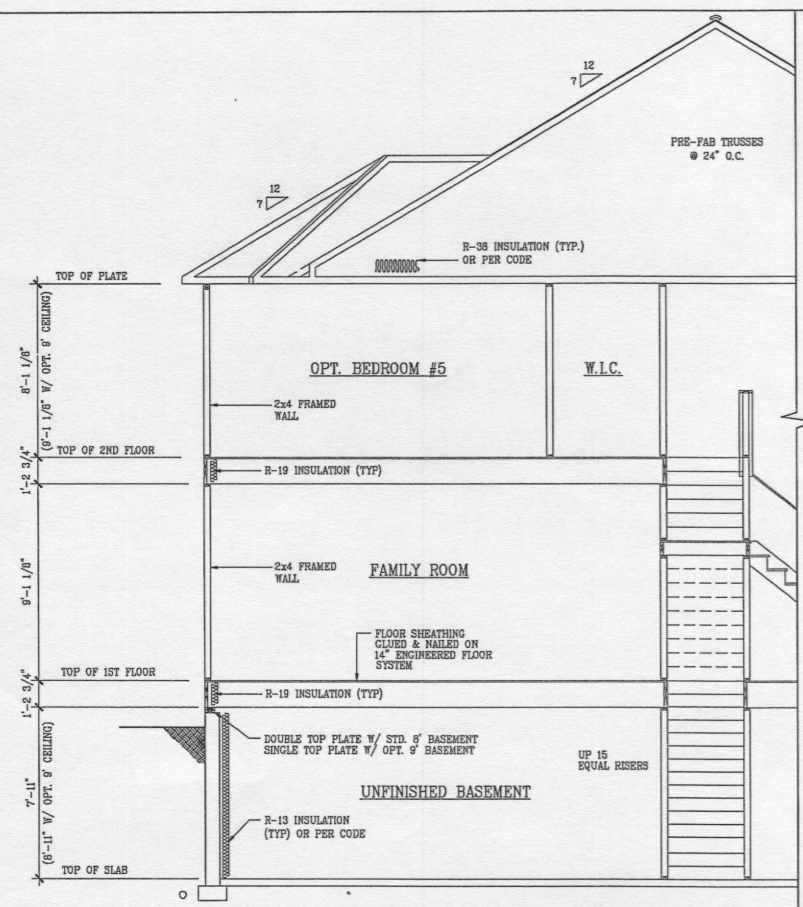 12
7
PRE-FAB TRUSSES
@ 24" O.C.
12
7
R-38 INSULATION (TYP.)
OR PER CODE
TOP OF PLATE
8'-1 1/8"
(9'-1 1/8" W/ OPT. 9' CEILING)
OPT. BEDROOM #5
W.I.C.
2x4 FRAMED
WALL
TOP OF 2ND FLOOR
1'-2 3/4"
R-19 INSULATION (TYP)
9'-1 1/8"
2x4 FRAMED
WALL
FAMILY ROOM
FLOOR SHEATHING
GLUED & NAILED ON
14" ENGINEERED FLOOR
SYSTEM
TOP OF 1ST FLOOR
1'-2 3/4"
R-19 INSULATION (TYP)
DOUBLE TOP PLATE W/ STD. 8' BASEMENT
SINGLE TOP PLATE W/ OPT. 9' BASEMENT
UP 15
EQUAL RISERS
7'-11"
(8'-11" W/ OPT. 9' CEILING)
UNFINISHED BASEMENT
R-13 INSULATION
(TYP) OR PER CODE
TOP OF SLAB